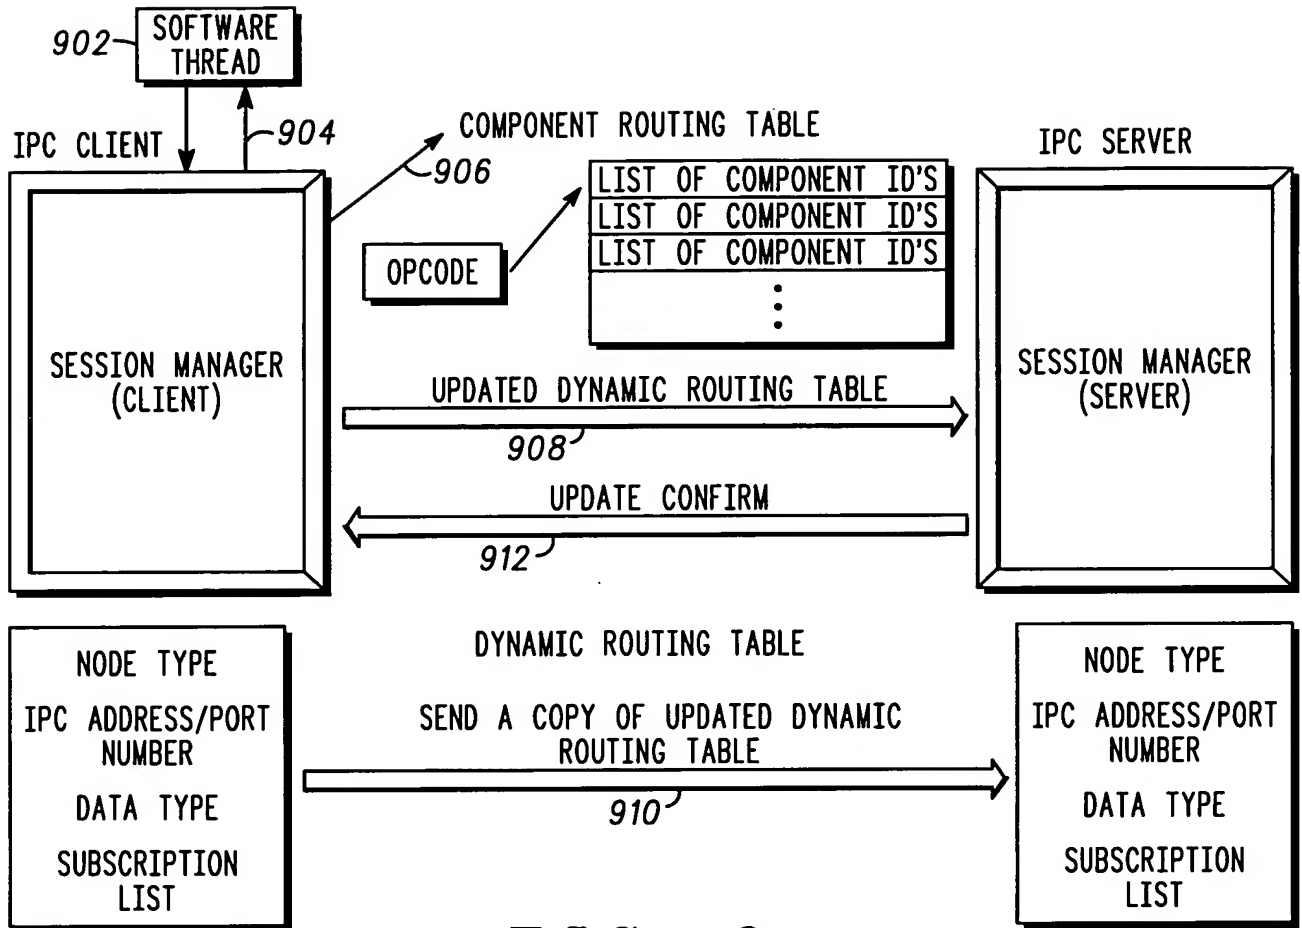 902
SOFTWARE
THREAD
904
IPC CLIENT
COMPONENT ROUTING TABLE
906
IPC SERVER
LIST OF COMPONENT ID'S
LIST OF COMPONENT ID'S
LIST OF COMPONENT ID'S
OPCODE
SESSION MANAGER
(CLIENT)
SESSION MANAGER
(SERVER)
UPDATED DYNAMIC ROUTING TABLE
908
UPDATE CONFIRM
912
NODE TYPE
IPC ADDRESS/PORT
NUMBER
DATA TYPE
SUBSCRIPTION
LIST
DYNAMIC ROUTING TABLE
SEND A COPY OF UPDATED DYNAMIC
ROUTING TABLE
910
NODE TYPE
IPC ADDRESS/PORT
NUMBER
DATA TYPE
SUBSCRIPTION
LIST